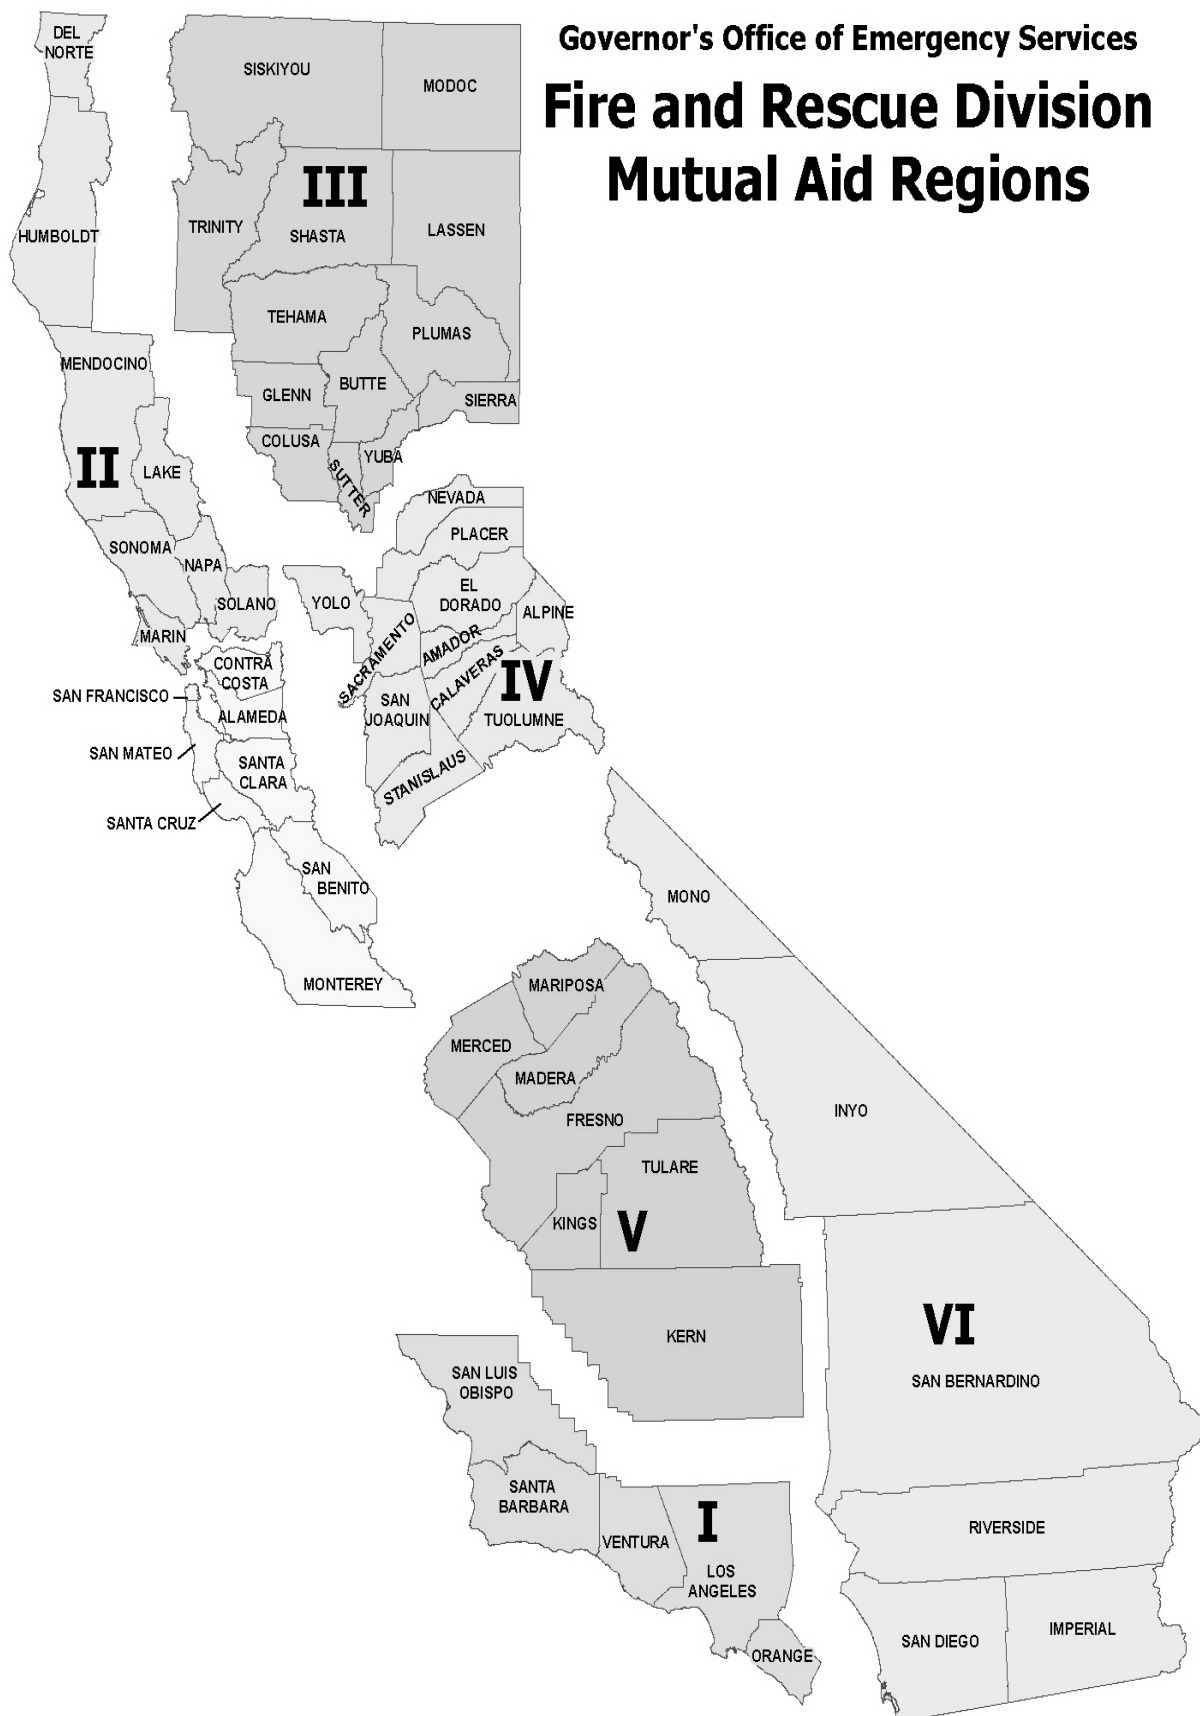 Governor's Office of Emergency Services
Fire and Rescue Division
Mutual Aid Regions
DEL
NORTE
SISKIYOU
MODOC
HUMBOLDT
TRINITY
III
SHASTA
LASSEN
TEHAMA
PLUMAS
MENDOCINO
GLENN
BUTTE
SIERRA
COLUSA
YUBA
SUTTER
II
LAKE
NEVADA
PLACER
SONOMA
NAPA
SOLANO
YOLO
EL
DORADO
ALPINE
MARIN
SACRAMENTO
AMADOR
CALAVERAS
IV
TUOLUMNE
CONTRA
COSTA
SAN FRANCISCO
ALAMEDA
SAN
JOAQUIN
SAN MATEO
SANTA
CLARA
STANISLAUS
SANTA CRUZ
SAN
BENITO
MONTEREY
MONO
MARIPOSA
MERCED
MADERA
FRESNO
INYO
TULARE
KINGS
V
KERN
VI
SAN BERNARDINO
SAN LUIS
OBISPO
SANTA
BARBARA
VENTURA
I
LOS
ANGELES
ORANGE
RIVERSIDE
SAN DIEGO
IMPERIAL